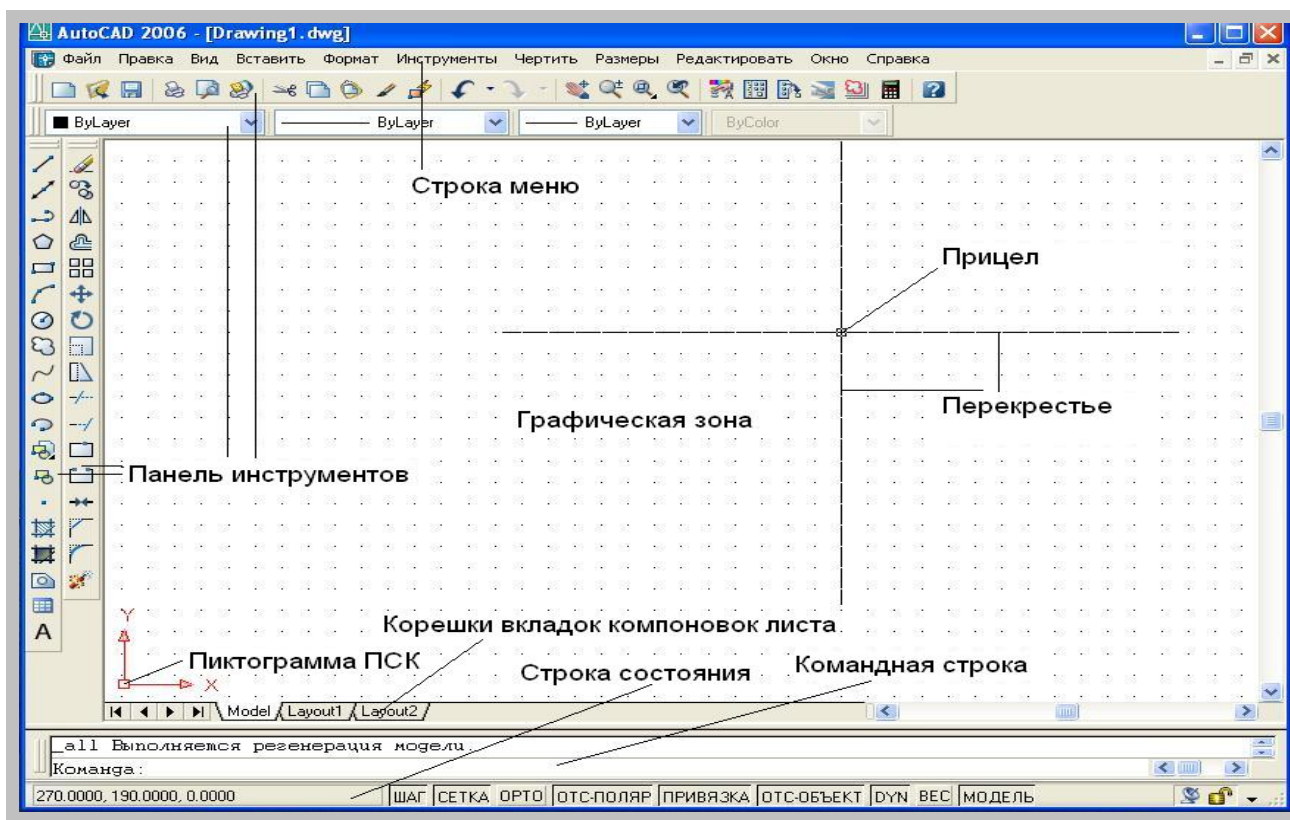 AutoCAD 2006 - [Drawing1.dwg]
Файл Правка Вид Вставить Формат Инструменты Чертить Размеры Редактировать Окно Справка
ByLayer ByLayer ByLayer ByColor
Строка меню
Прицел
Перекрестье
Графическая зона
Панель инструментов
Y
A
Корешки вкладок компоновок листа
Пиктограмма ПСК
Строка состояния
Командная строка
X
Model Layout1 Layout2
_all Выполняется регенерация модели.
Команда:
270.0000, 190.0000, 0.0000 ШАГ СЕТКА ОРТО ОТС-ПОЛЯР ПРИВЯЗКА ОТС-ОБЪЕКТ DYN ВЕС МОДЕЛЬ